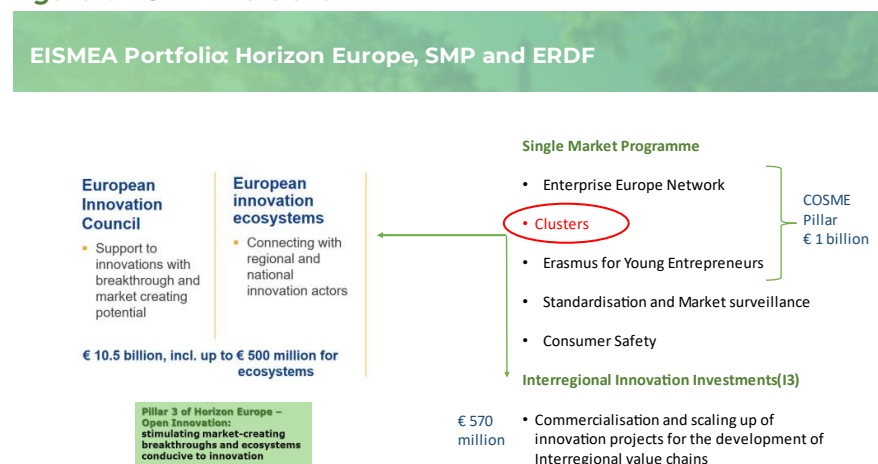 EISMEA Portfolio: Horizon Europe, SMP and ERDF
European
Innovation
Council
▪ Support to
innovations with
breakthrough and
market creating
potential
European
innovation
ecosystems
▪ Connecting with
regional and
national
innovation actors
€ 10.5 billion, incl. up to € 500 million for
ecosystems
Pillar 3 of Horizon Europe –
Open Innovation:
stimulating market-creating
breakthroughs and ecosystems
conducive to innovation
Single Market Programme
• Enterprise Europe Network
• Clusters
• Erasmus for Young Entrepreneurs
• Standardisation and Market surveillance
• Consumer Safety
COSME
Pillar
€ 1 billion
Interregional Innovation Investments(I3)
€ 570
million
• Commercialisation and scaling up of
innovation projects for the development of
Interregional value chains